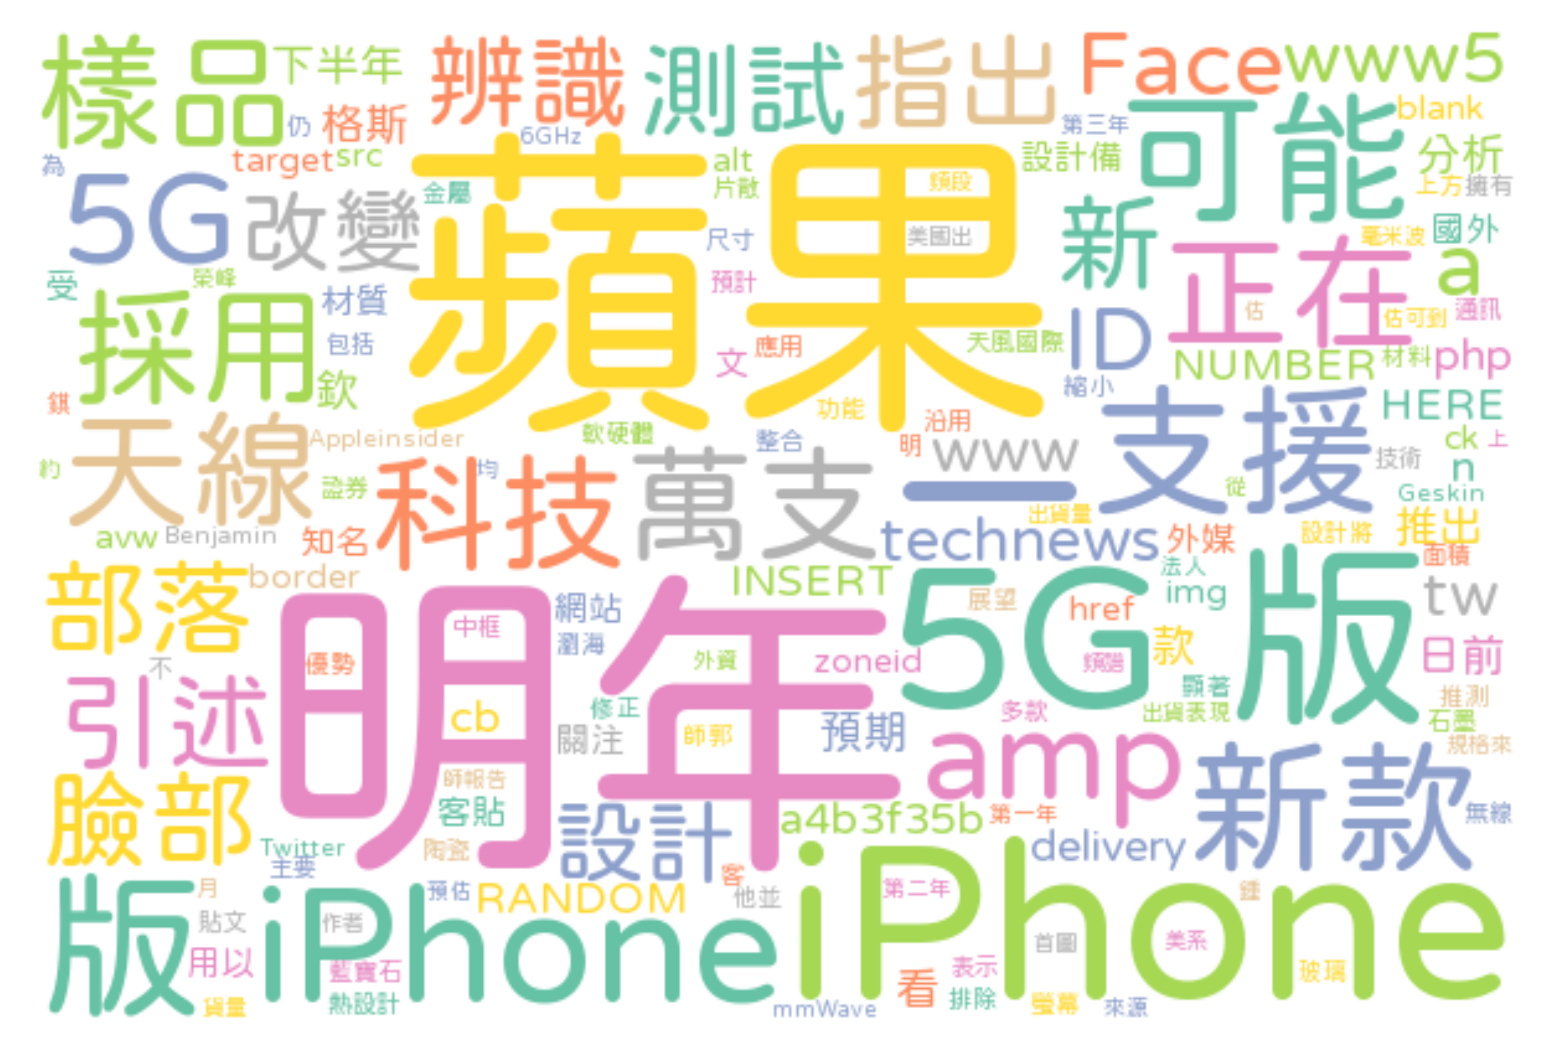 樣品 下半年 辨識 測試 指出 Face www5
仍 格斯 6GHz 第三年 可能 blank
為 target src 蘋果 alt 設計備 分析
5G 改變 金屬 片散 頻段 新 上方 擁有
尺寸 美國出 毫米波 國外
受 榮峰 材質 預計 正在 a
採用 包括 文 應用 天風國際 ID 估 估可到 通訊
欽 NUMBER 材料 php
錤 功能 沿用 縮小 支援 HERE
天線 Appleinsider 軟硬體 整合 明 www ck 上
約 證券 科技 均 萬支 一 從 技術 n
Geskin
avw Benjamin 知名 technews 出貨量 外媒 設計將 推出
部落 border INSERT 5G版 法人 面積
明年 網站 展望 href img tw
不 優勢 中框 瀏海 外資 zoneid 頻譜 款 日前
引述 cb 修正 多款 顯著 推測
關注 師郭 預期 出貨表現 石墨
amp 新款 規格來
臉部 師報告 客貼 設計 a4b3f35b 第一年 無線
Twitter 陶瓷 delivery
主要 客
版 月 iPhone 預估 RANDOM 他並 iPhone 第二年 鍾
貼文 作者 首圖 美系
用以 藍寶石 看 表示 玻璃
貨量 熱設計 mmWave 排除 螢幕 來源